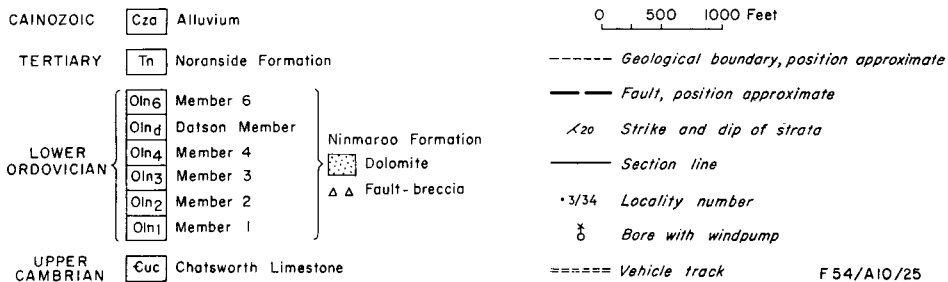 CAINOZOIC Cza Alluvium
TERTIARY Tn Noranside Formation
LOWER ORDOVICIAN
Oln6 Member 6
Olnd Datson Member
Oln4 Member 4
Oln3 Member 3
Oln2 Member 2
Oln1 Member 1
Ninmaroo Formation
Dolomite
Fault-breccia
UPPER CAMBRIAN Єuc Chatsworth Limestone
0 500 1000 Feet
Geological boundary, position approximate
Fault, position approximate
20 Strike and dip of strata
Section line
•3/34 Locality number
Bore with windpump
Vehicle track
F54/A10/25